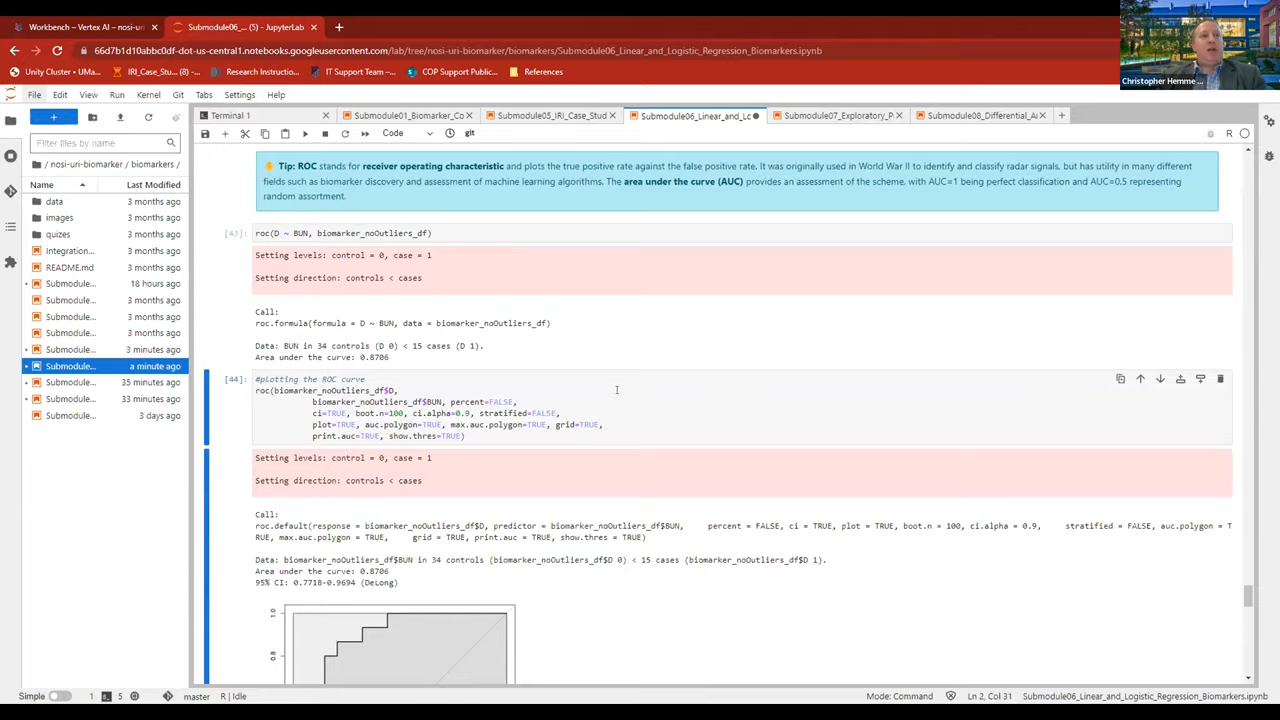 Workbench – Vertex AI – nosi-uri
Submodule06_... (5) - JupyterLab
66d7b1d10abbc0df-dot-us-central1.notebooks.googleusercontent.com/lab/tree/nosi-uri-biomarker/biomarkers/Submodule06_Linear_and_Logistic_Regression_Biomarkers.ipynb
Unity Cluster @ UMa...
IRI_Case_Stu... (8) -...
Research Instructio...
IT Support Team –...
COP Support Public...
References
Christopher Hemme ...
File Edit View Run Kernel Git Tabs Settings Help
Terminal 1
Submodule01_Biomarker_Co
Submodule05_IRI_Case_Stud
Submodule06_Linear_and_Lo
Submodule07_Exploratory_P
Submodule08_Differential_A
Code
git
R
Filter files by name
/ nosi-uri-biomarker / biomarkers /
Name Last Modified
data 3 months ago
images 3 months ago
quizes 3 months ago
Integration... 3 months ago
README.md 3 months ago
Submodule... 18 hours ago
Submodule... 3 months ago
Submodule... 3 months ago
Submodule... 3 months ago
Submodule... 3 minutes ago
Submodule... a minute ago
Submodule... 35 minutes ago
Submodule... 33 minutes ago
Submodule... 3 days ago
Tip: ROC stands for receiver operating characteristic and plots the true positive rate against the false positive rate. It was originally used in World War II to identify and classify radar signals, but has utility in many different
fields such as biomarker discovery and assessment of machine learning algorithms. The area under the curve (AUC) provides an assessment of the scheme, with AUC=1 being perfect classification and AUC=0.5 representing
random assortment.
[43]: roc(D ~ BUN, biomarker_noOutliers_df)
Setting levels: control = 0, case = 1
Setting direction: controls < cases
Call:
roc.formula(formula = D ~ BUN, data = biomarker_noOutliers_df)
Data: BUN in 34 controls (D 0) < 15 cases (D 1).
Area under the curve: 0.8706
[44]: #plotting the ROC curve
roc(biomarker_noOutliers_df$D,
biomarker_noOutliers_df$BUN, percent=FALSE,
ci=TRUE, boot.n=100, ci.alpha=0.9, stratified=FALSE,
plot=TRUE, auc.polygon=TRUE, max.auc.polygon=TRUE, grid=TRUE,
print.auc=TRUE, show.thres=TRUE)
Setting levels: control = 0, case = 1
Setting direction: controls < cases
Call:
roc.default(response = biomarker_noOutliers_df$D, predictor = biomarker_noOutliers_df$BUN, percent = FALSE, ci = TRUE, plot = TRUE, boot.n = 100, ci.alpha = 0.9, stratified = FALSE, auc.polygon = T
RUE, max.auc.polygon = TRUE, grid = TRUE, print.auc = TRUE, show.thres = TRUE)
Data: biomarker_noOutliers_df$BUN in 34 controls (biomarker_noOutliers_df$D 0) < 15 cases (biomarker_noOutliers_df$D 1).
Area under the curve: 0.8706
95% CI: 0.7718-0.9694 (DeLong)
1.0
0.8
Simple 1 5 master R | Idle
Mode: Command Ln 2, Col 31 Submodule06_Linear_and_Logistic_Regression_Biomarkers.ipynb